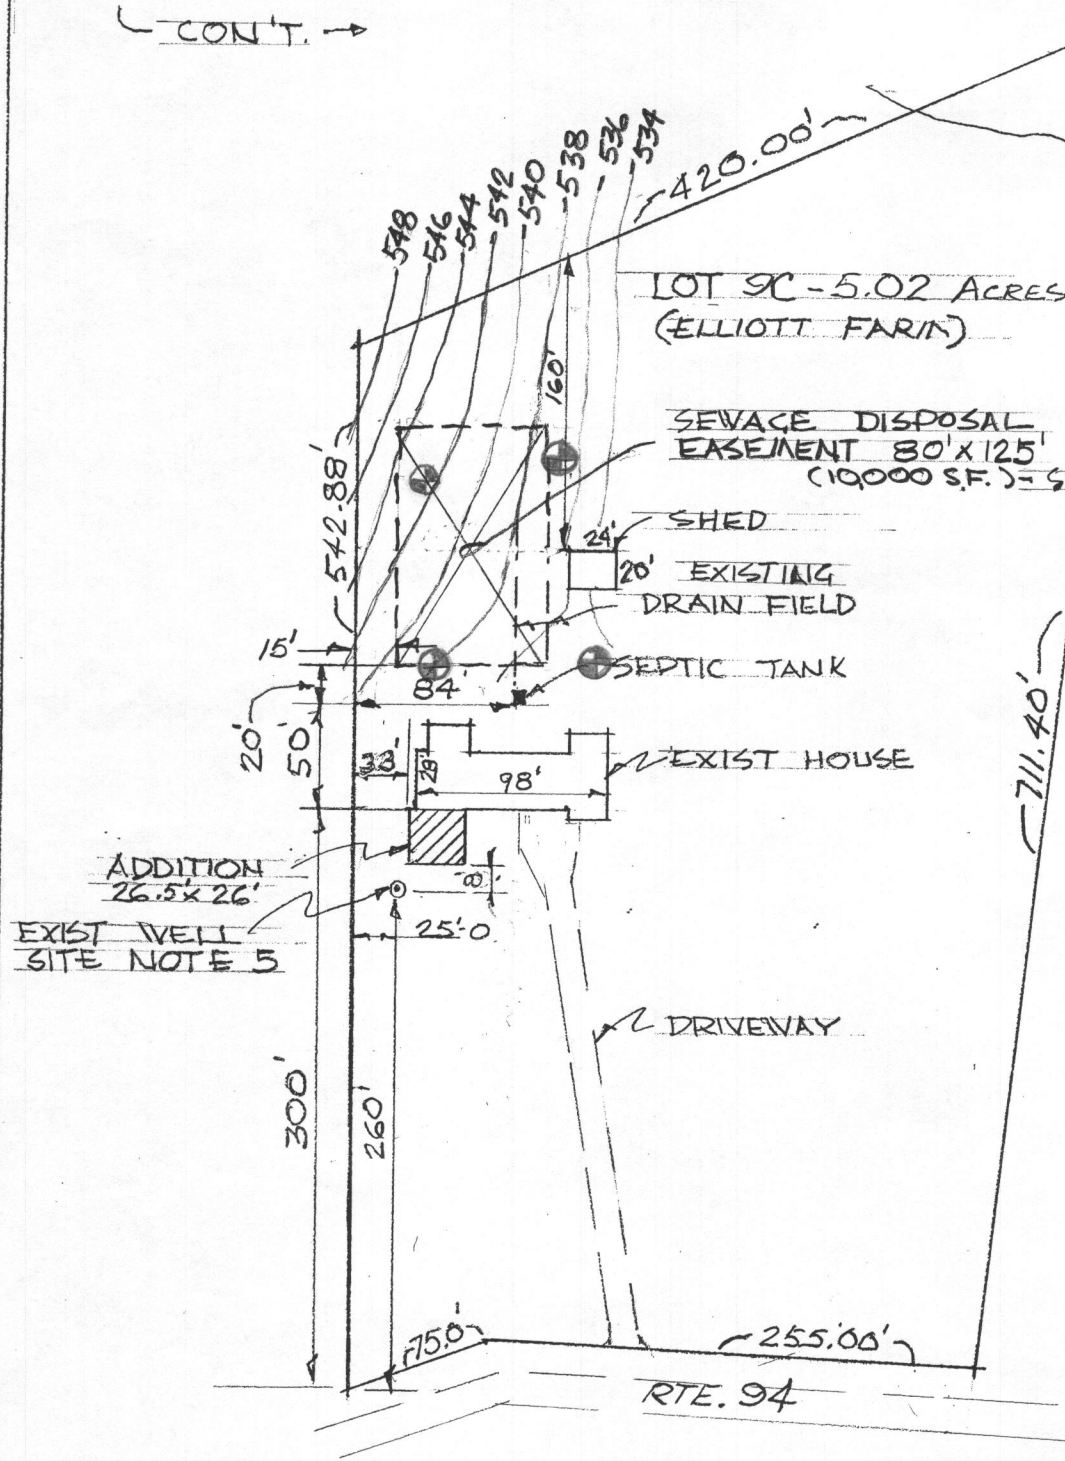 CON'T.
420.00'
548
546
544
542
540
538
536
534
LOT 9C - 5.02 ACRES
(ELLIOTT FARM)
160'
SEWAGE DISPOSAL
EASEMENT 80' X 125'
(10,000 S.F.) = S
542.88'
SHED
24'
20'
EXISTING
DRAIN FIELD
15'
SEPTIC TANK
84'
20'
50'
33'
28'
98'
EXIST HOUSE
711.40'
ADDITION
26.5' X 26'
8'
EXIST WELL
SITE NOTE 5
25'-0
DRIVEWAY
300'
260'
75.0'
255.00'
RTE. 94